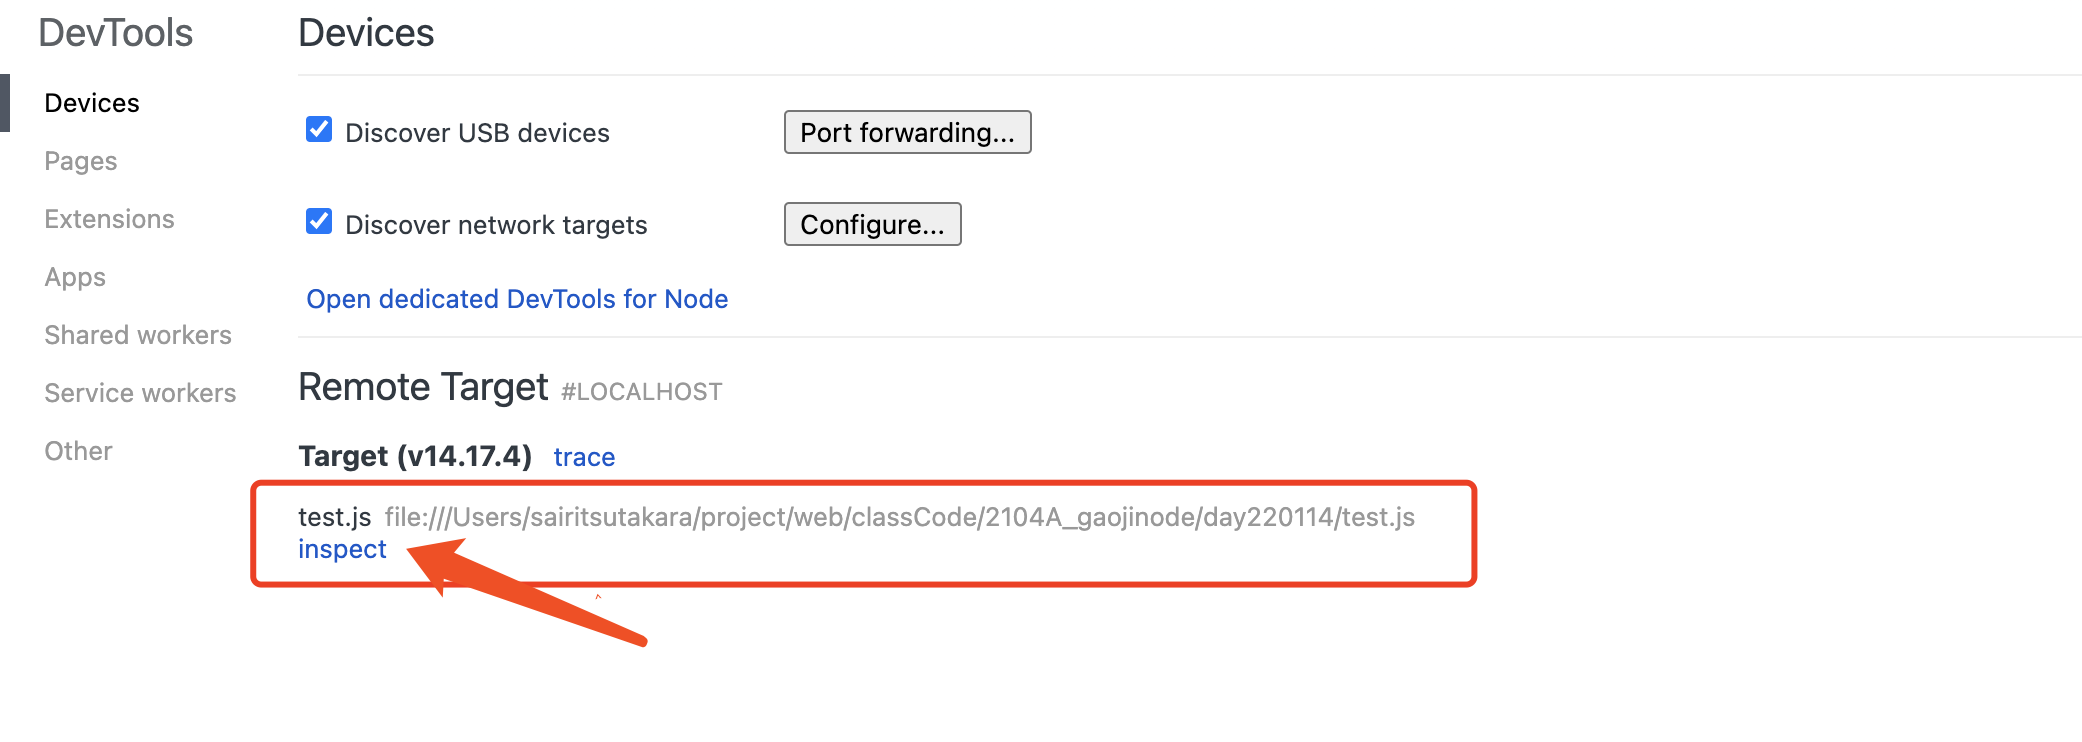 DevTools
Devices
Pages
Extensions
Apps
Shared workers
Service workers
Other
Devices
Discover USB devices Port forwarding...
Discover network targets Configure...
Open dedicated DevTools for Node
Remote Target #LOCALHOST
Target (v14.17.4) trace
test.js file:///Users/sairitsutakara/project/web/classCode/2104A_gaojinode/day220114/test.js
inspect